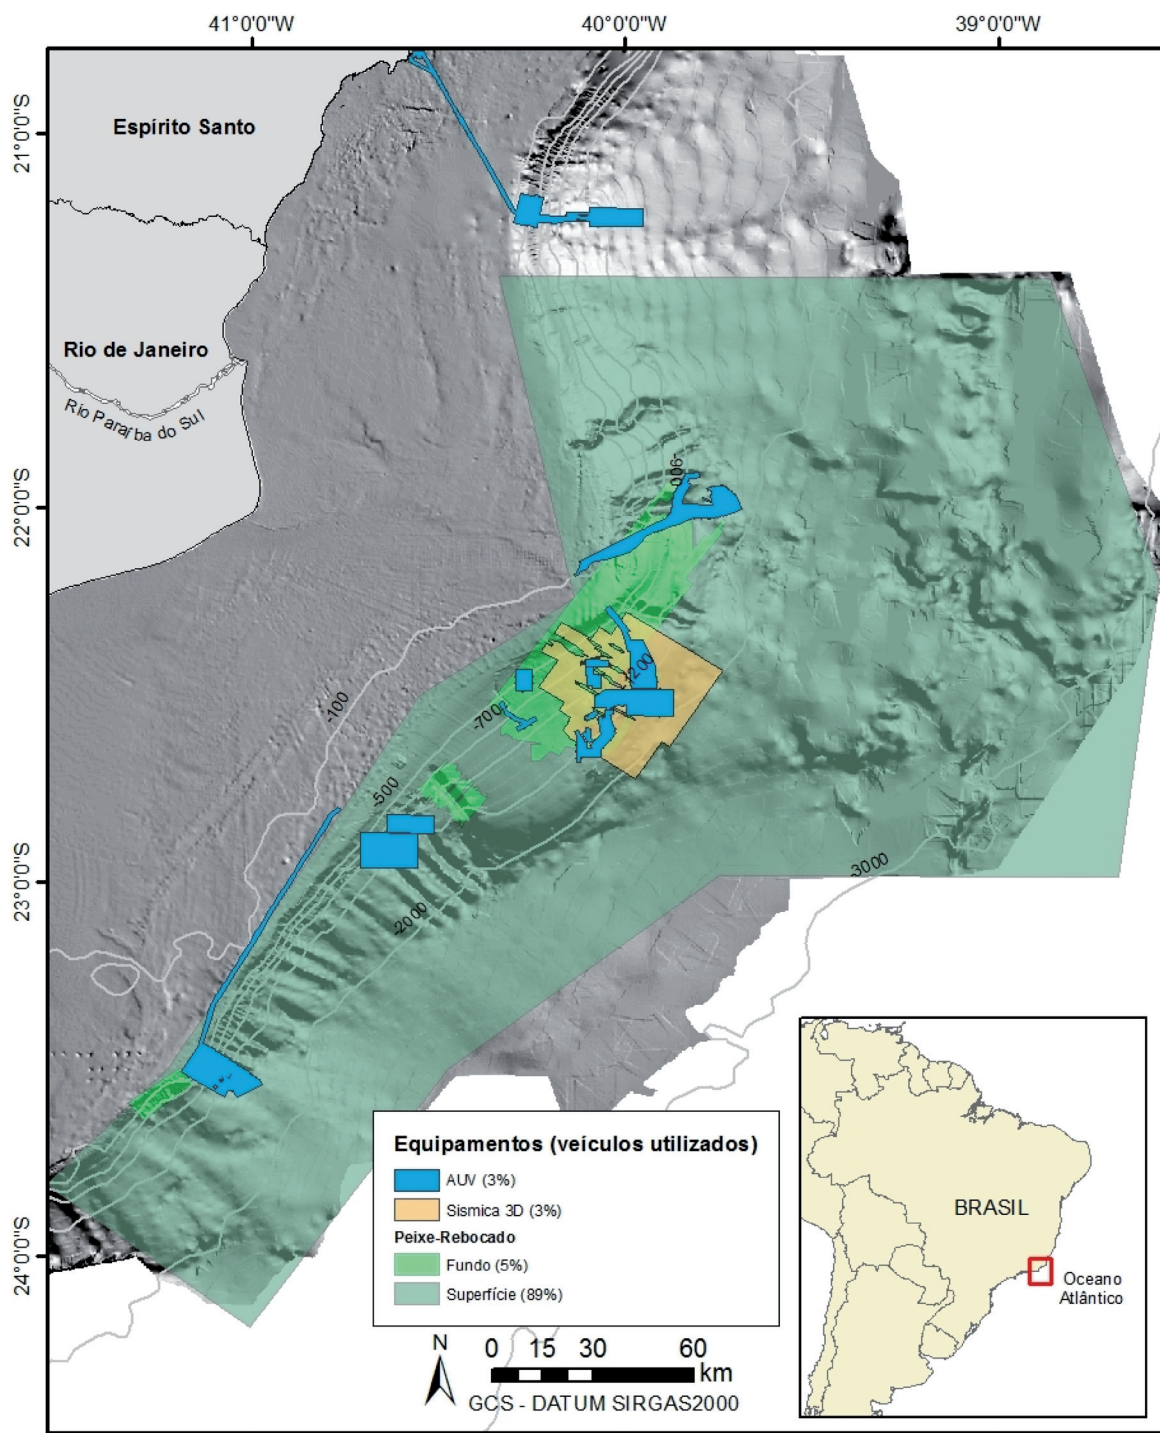 41°0'0"W
40°0'0"W
39°0'0"W
21°0'0"S
Espírito Santo
Rio de Janeiro
Rio Paraíba do Sul
-900
22°0'0"S
-1200
-100
-700
-500
23°0'0"S
-3000
-2000
24°0'0"S
Equipamentos (veículos utilizados)
AUV (3%)
Sísmica 3D (3%)
Peixe-Rebocado
Fundo (5%)
Superfície (89%)
N
0 15 30 60
km
GCS - DATUM SIRGAS2000
BRASIL
Oceano
Atlântico